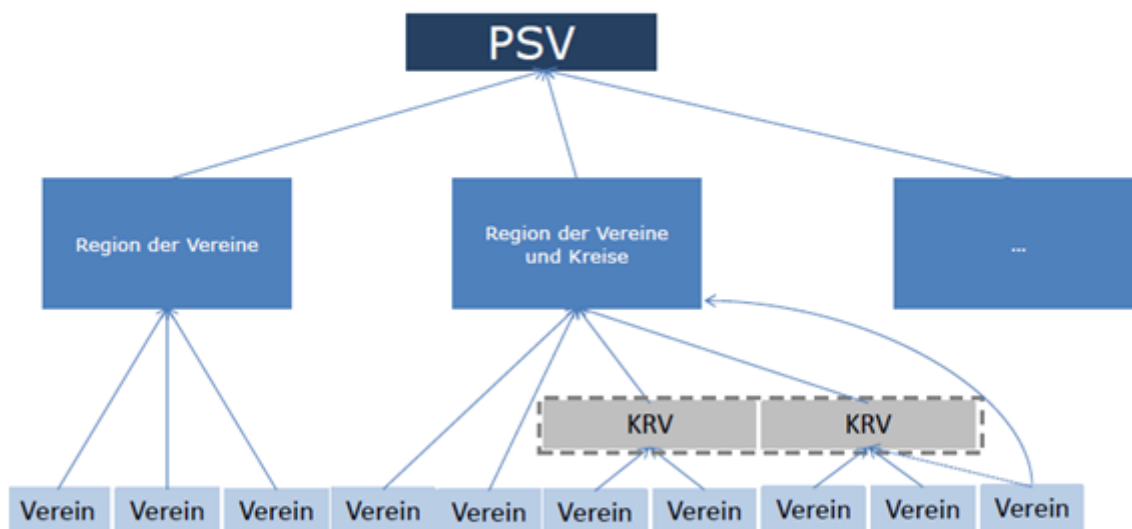 PSV
Region der Vereine
Region der Vereine
und Kreise
...
KRV
KRV
Verein
Verein
Verein
Verein
Verein
Verein
Verein
Verein
Verein
Verein